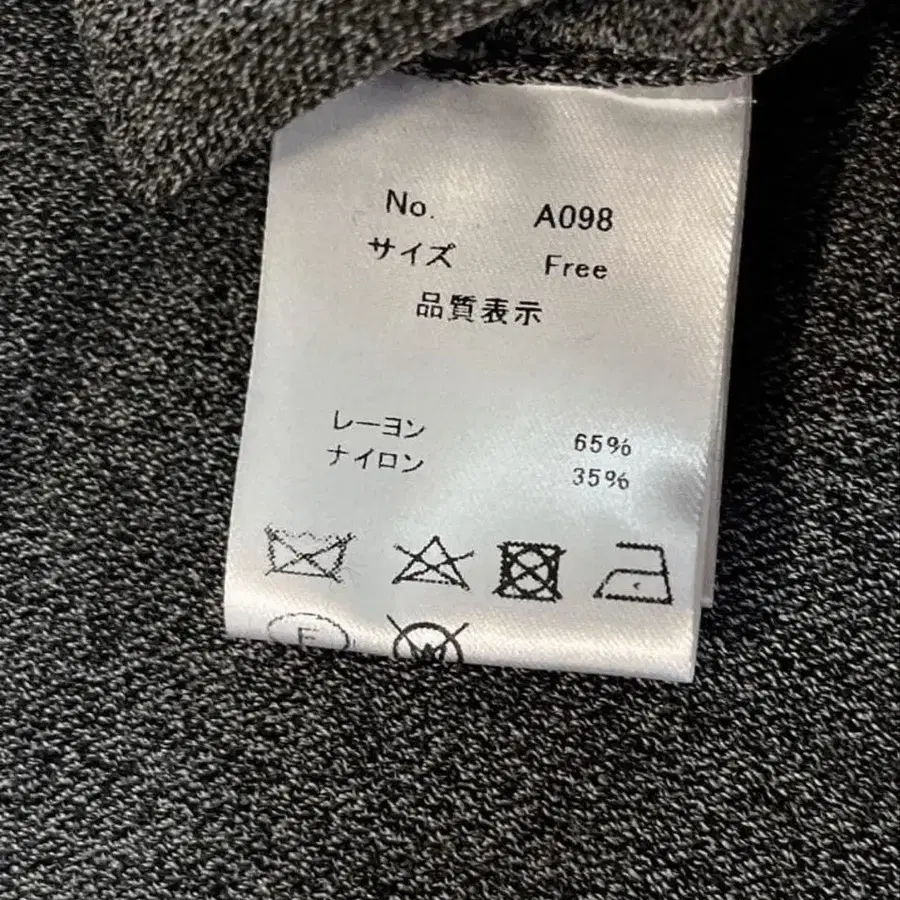 No. A098
サイズ Free
品質表示
レーヨン 65%
ナイロン 35%
F
W